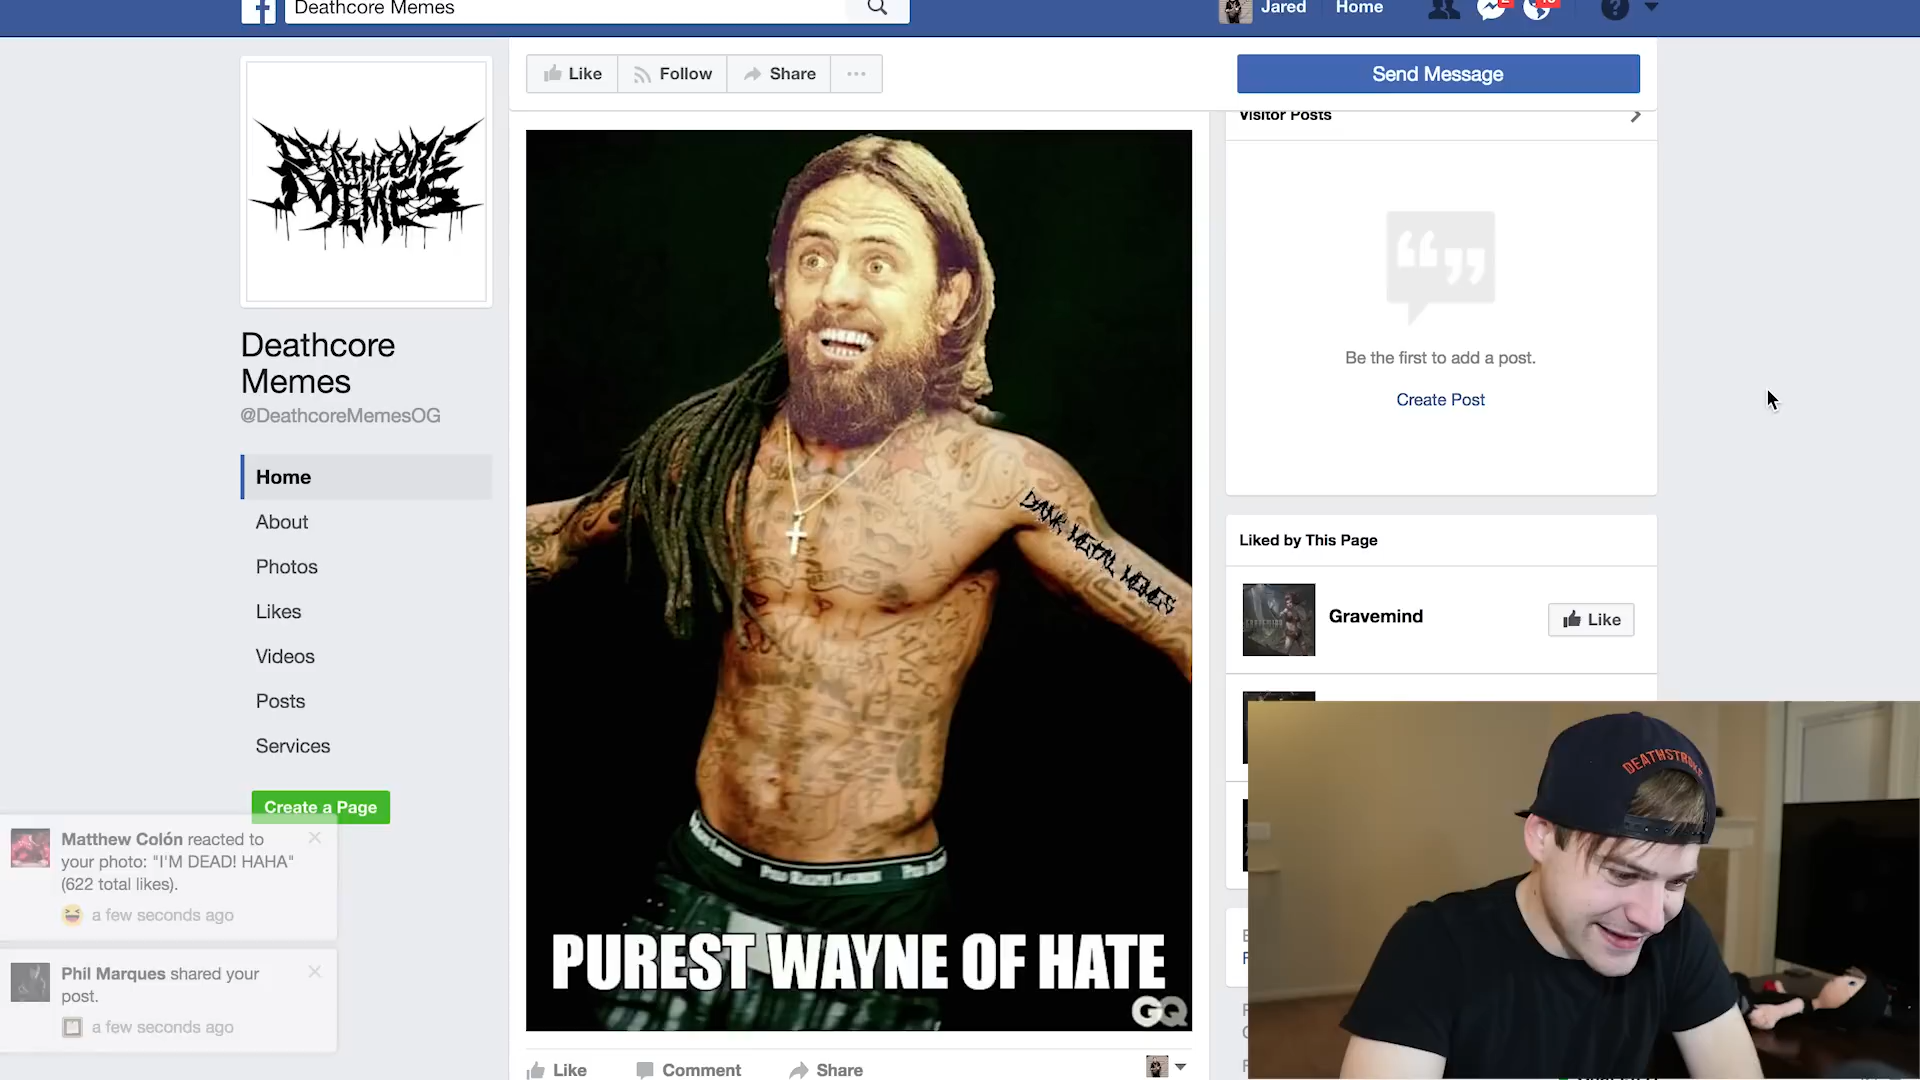 Deathcore Memes
Jared
Home
2
Like
Follow
Share
Send Message
DEATHCORE
MEMES
Visitor Posts
Be the first to add a post.
Create Post
Deathcore
Memes
@DeathcoreMemesOG
Home
About
Photos
Likes
Videos
Posts
Services
Create a Page
DANK METAL MEMES
PUREST WAYNE OF HATE
GQ
Liked by This Page
Gravemind
Like
Matthew Colón reacted to
your photo: "I'M DEAD! HAHA"
(622 total likes).
a few seconds ago
Phil Marques shared your
post.
a few seconds ago
Like
Comment
Share
DEATHSTROKE